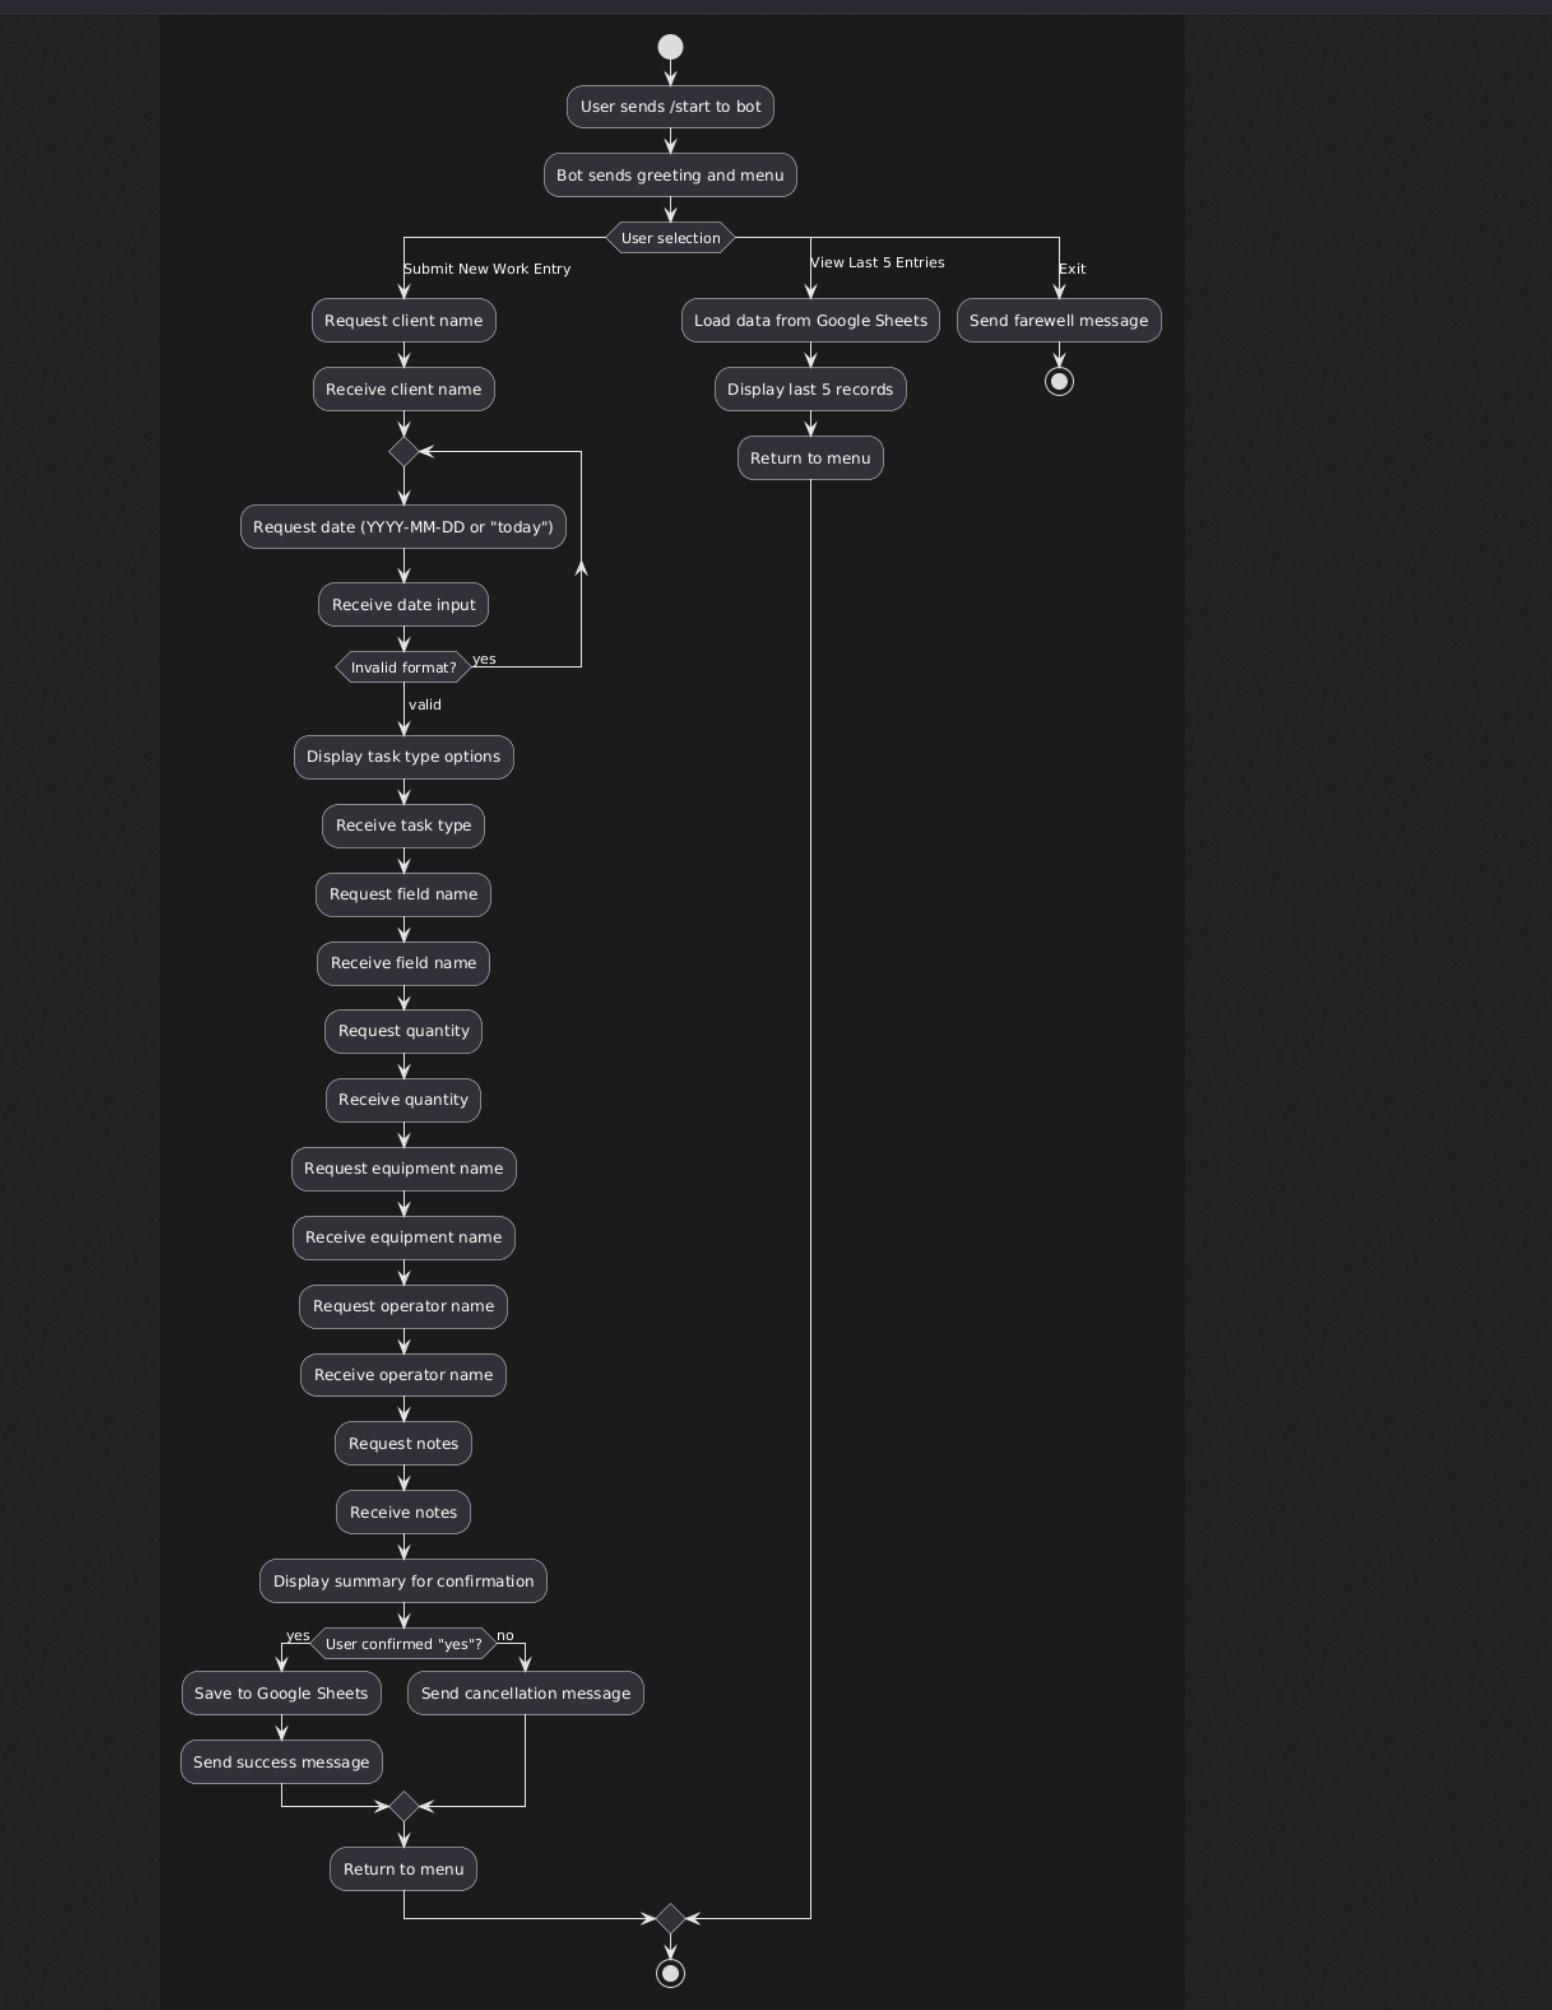 User sends /start to bot
Bot sends greeting and menu
User selection
Submit New Work Entry
View Last 5 Entries
Exit
Request client name
Load data from Google Sheets
Send farewell message
Receive client name
Display last 5 records
Return to menu
Request date (YYYY-MM-DD or "today")
Receive date input
Invalid format?
yes
valid
Display task type options
Receive task type
Request field name
Receive field name
Request quantity
Receive quantity
Request equipment name
Receive equipment name
Request operator name
Receive operator name
Request notes
Receive notes
Display summary for confirmation
yes
User confirmed "yes"?
no
Save to Google Sheets
Send cancellation message
Send success message
Return to menu